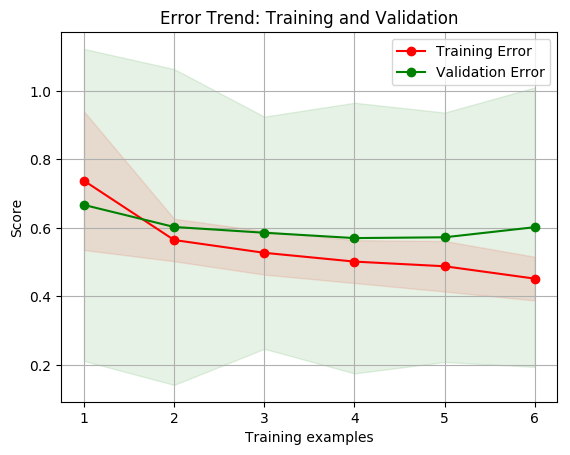 Error Trend: Training and Validation
Training Error
Validation Error
Score
1.0
0.8
0.6
0.4
0.2
1 2 3 4 5 6
Training examples